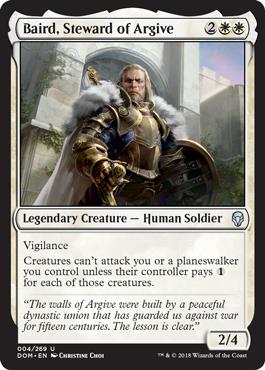 Baird, Steward of Argive 2
Legendary Creature — Human Soldier
Vigilance
Creatures can't attack you or a planeswalker
you control unless their controller pays 1
for each of those creatures.
“The walls of Argive were built by a peaceful
dynastic union that has guarded us against war
for fifteen centuries. The lesson is clear.”
2/4
004/269 U
DOM • EN CHRISTINE CHOI
™ & © 2018 Wizards of the Coast